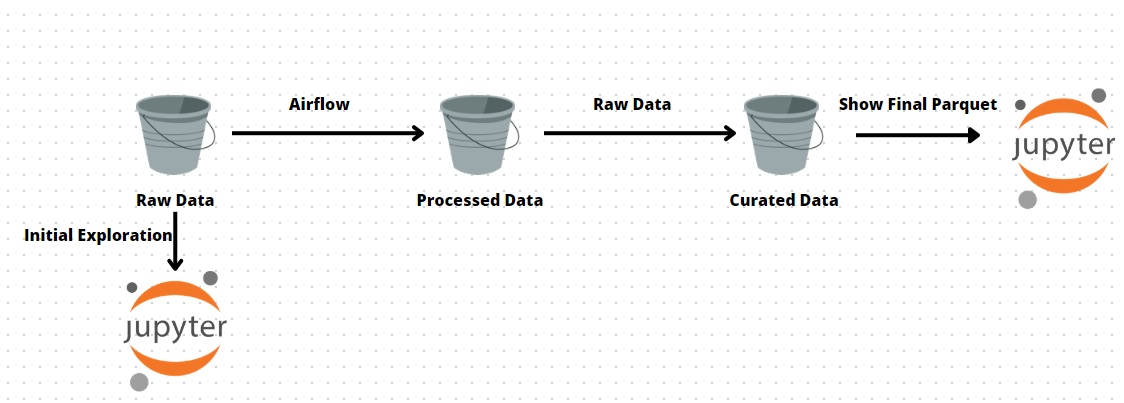 Airflow
Raw Data
Show Final Parquet
jupyter
Raw Data
Processed Data
Curated Data
Initial Exploration
jupyter